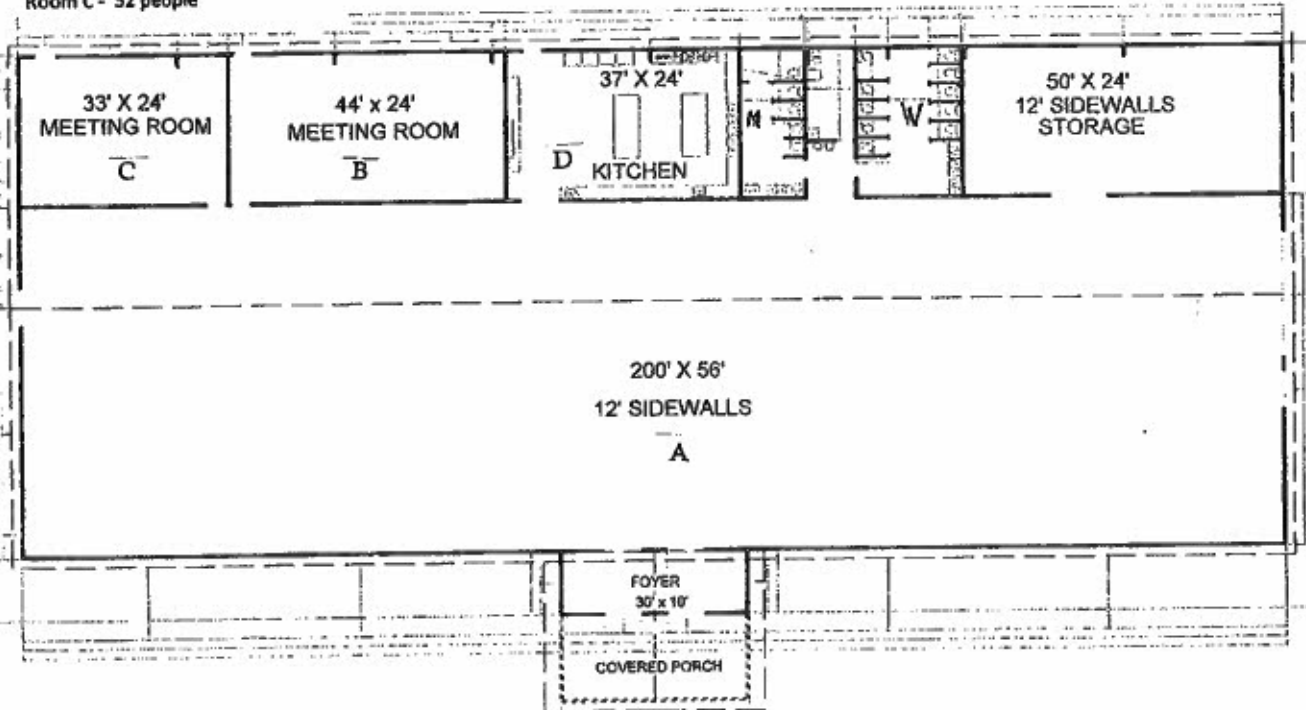 Room C - 52 people
33' X 24'
MEETING ROOM
C
44' x 24'
MEETING ROOM
B
37' X 24'
D
KITCHEN
M
W
50' X 24'
12' SIDEWALLS
STORAGE
200' X 56'
12' SIDEWALLS
A
FOYER
30' x 10'
COVERED PORCH